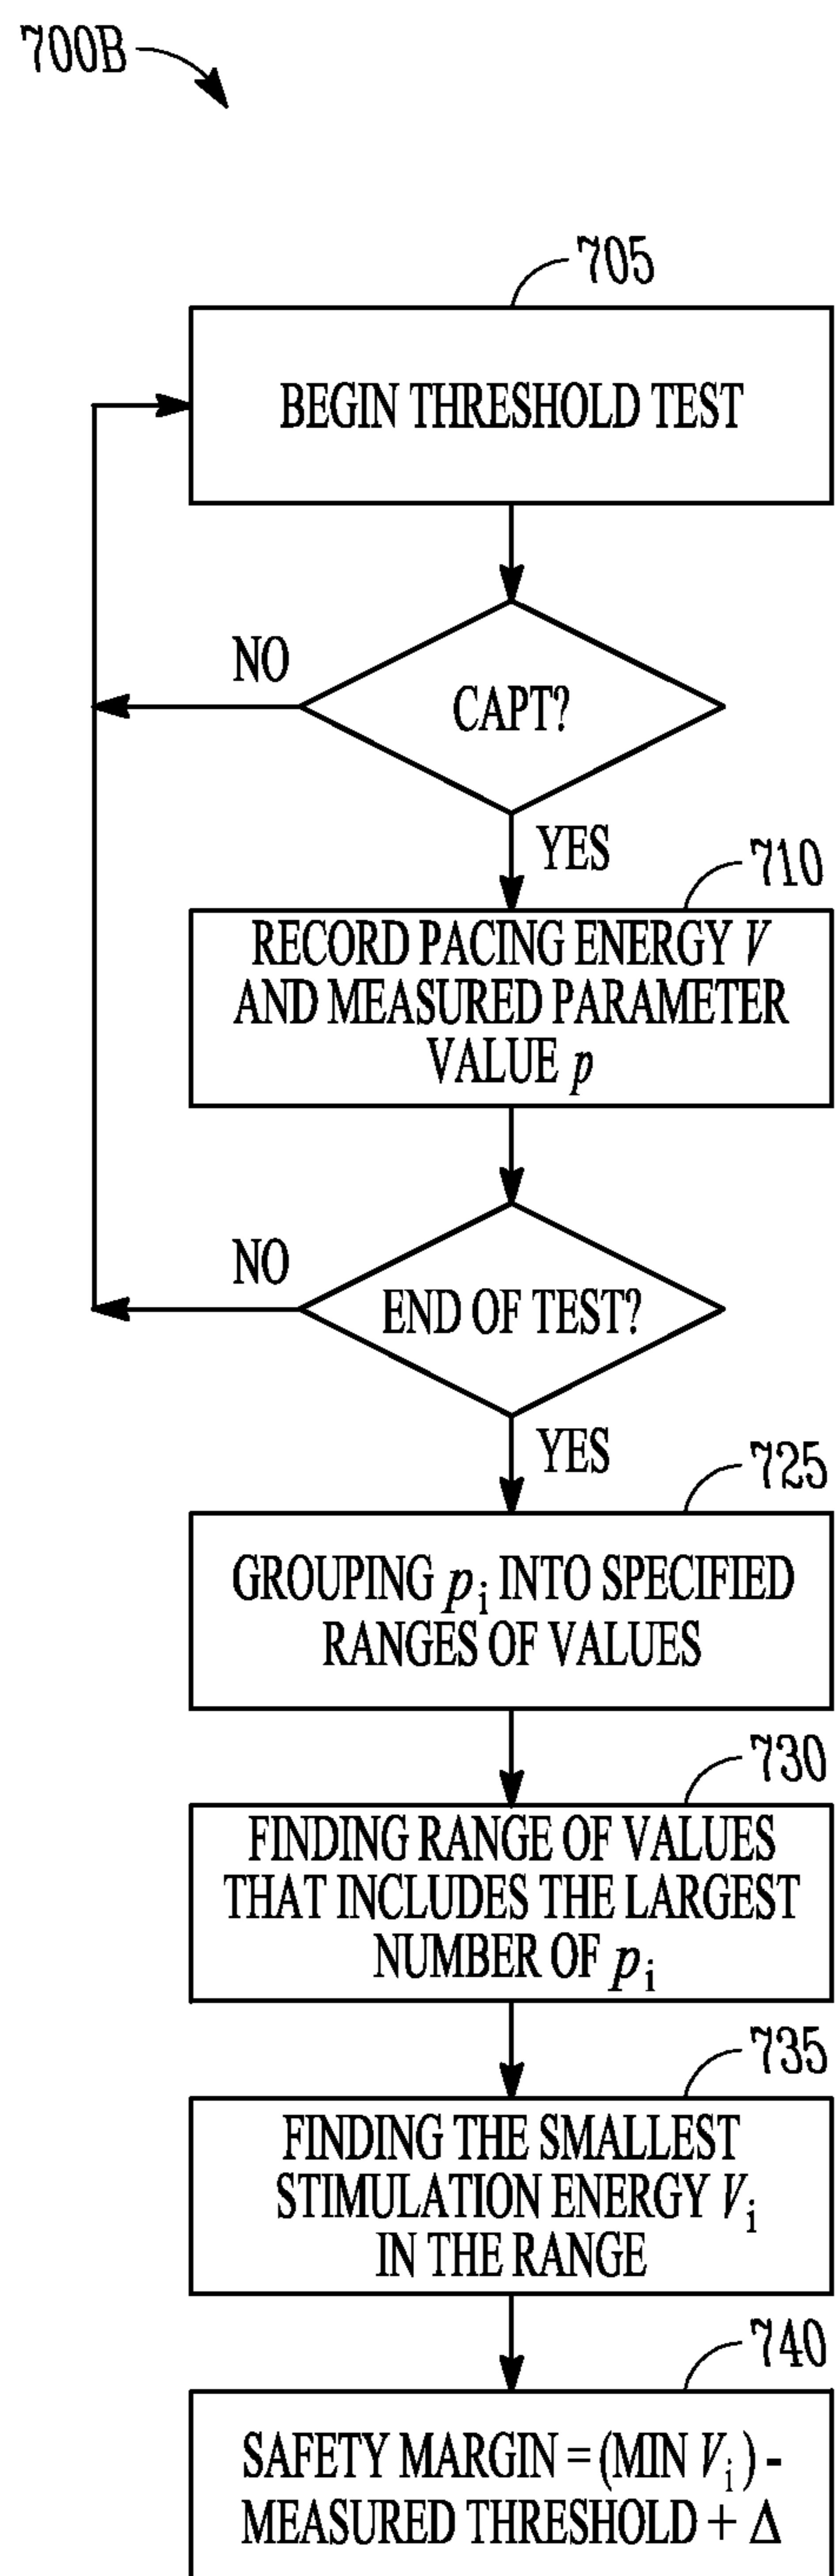 700B
705
BEGIN THRESHOLD TEST
NO
CAPT?
YES
710
RECORD PACING ENERGY V
AND MEASURED PARAMETER
VALUE p
NO
END OF TEST?
YES
725
GROUPING pi INTO SPECIFIED
RANGES OF VALUES
730
FINDING RANGE OF VALUES
THAT INCLUDES THE LARGEST
NUMBER OF pi
735
FINDING THE SMALLEST
STIMULATION ENERGY Vi
IN THE RANGE
740
SAFETY MARGIN = (MIN Vi) -
MEASURED THRESHOLD + Δ